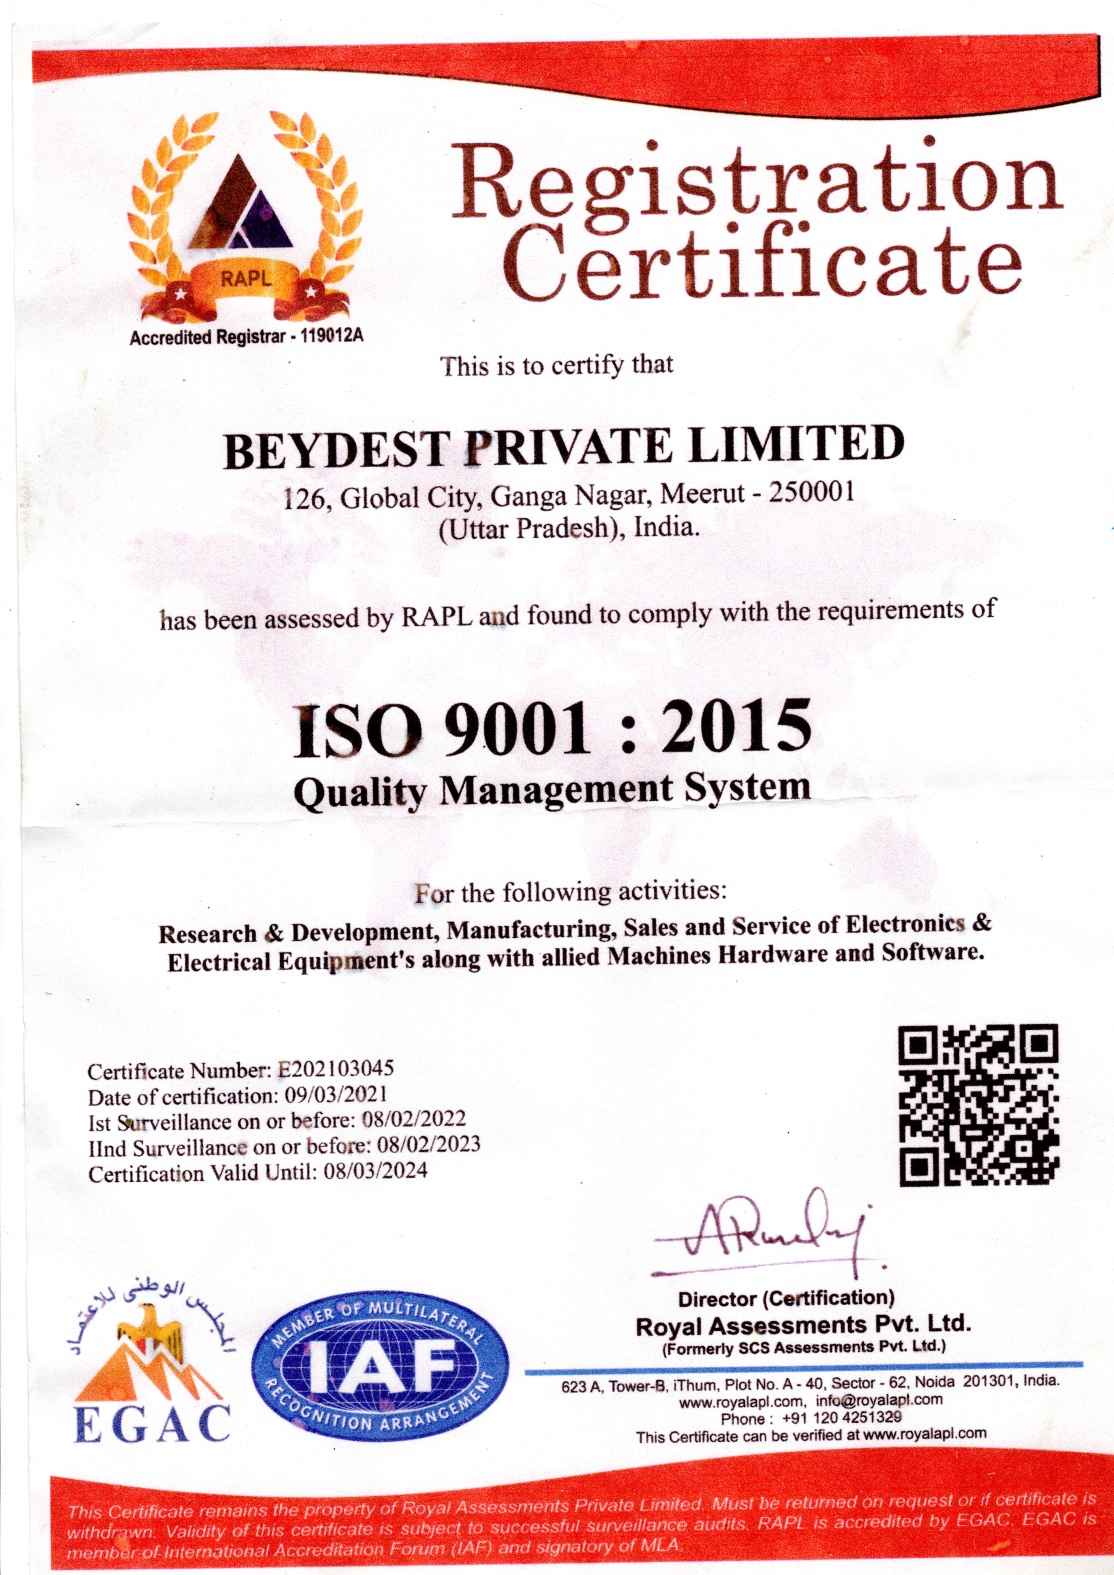 Registration
Certificate
RAPL
Accredited Registrar - 119012A
This is to certify that
BEYDEST PRIVATE LIMITED
126, Global City, Ganga Nagar, Meerut - 250001
(Uttar Pradesh), India.
has been assessed by RAPL and found to comply with the requirements of
ISO 9001 : 2015
Quality Management System
For the following activities:
Research & Development, Manufacturing, Sales and Service of Electronics &
Electrical Equipment's along with allied Machines Hardware and Software.
Certificate Number: E202103045
Date of certification: 09/03/2021
Ist Surveillance on or before: 08/02/2022
IInd Surveillance on or before: 08/02/2023
Certification Valid Until: 08/03/2024
Director (Certification)
Royal Assessments Pvt. Ltd.
(Formerly SCS Assessments Pvt. Ltd.)
623 A, Tower-B, iThum, Plot No. A - 40, Sector - 62, Noida 201301, India.
www.royalapl.com, info@royalapl.com
Phone : +91 120 4251329
This Certificate can be verified at www.royalapl.com
المجلس الوطنى للاعتماد
EGAC
MEMBER OF MULTILATERAL
IAF
RECOGNITION ARRANGEMENT
This Certificate remains the property of Royal Assessments Private Limited. Must be returned on request or if certificate is
withdrawn. Validity of this certificate is subject to successful surveillance audits. RAPL is accredited by EGAC. EGAC is
member of International Accreditation Forum (IAF) and signatory of MLA.